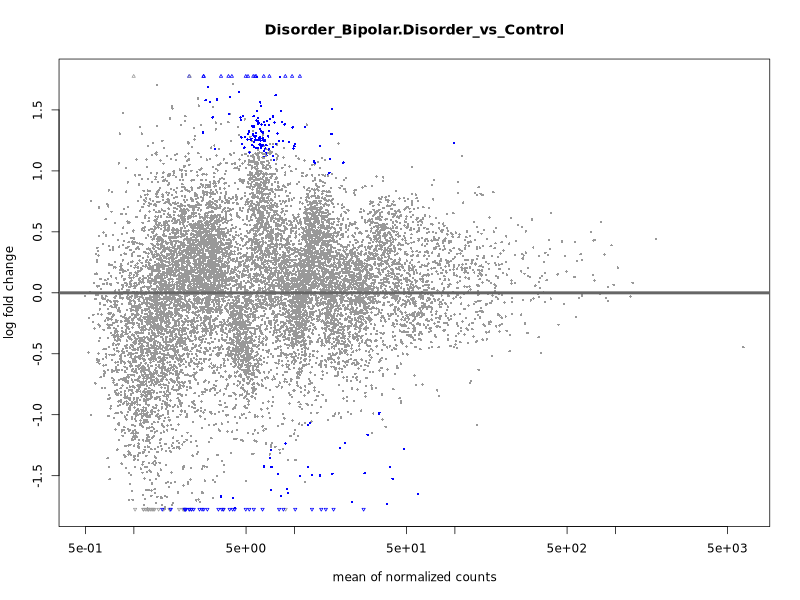 Disorder_Bipolar.Disorder_vs_Control
log fold change
1.5
1.0
0.5
0.0
-0.5
-1.0
-1.5
5e-01 5e+00 5e+01 5e+02 5e+03
mean of normalized counts